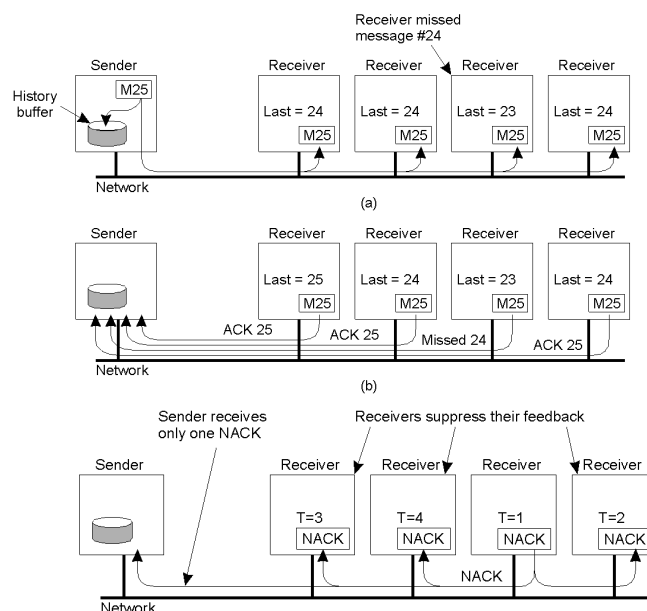 Receiver missed
message #24
Sender
Receiver
Receiver
Receiver
Receiver
History
buffer
M25
Last = 24
Last = 24
Last = 23
Last = 24
M25
M25
M25
M25
Network
(a)
Sender
Receiver
Receiver
Receiver
Receiver
Last = 25
Last = 24
Last = 23
Last = 24
M25
M25
M25
M25
ACK 25
ACK 25
Missed 24
ACK 25
Network
(b)
Sender receives
only one NACK
Receivers suppress their feedback
Sender
Receiver
Receiver
Receiver
Receiver
T=3
T=4
T=1
T=2
NACK
NACK
NACK
NACK
NACK
Network